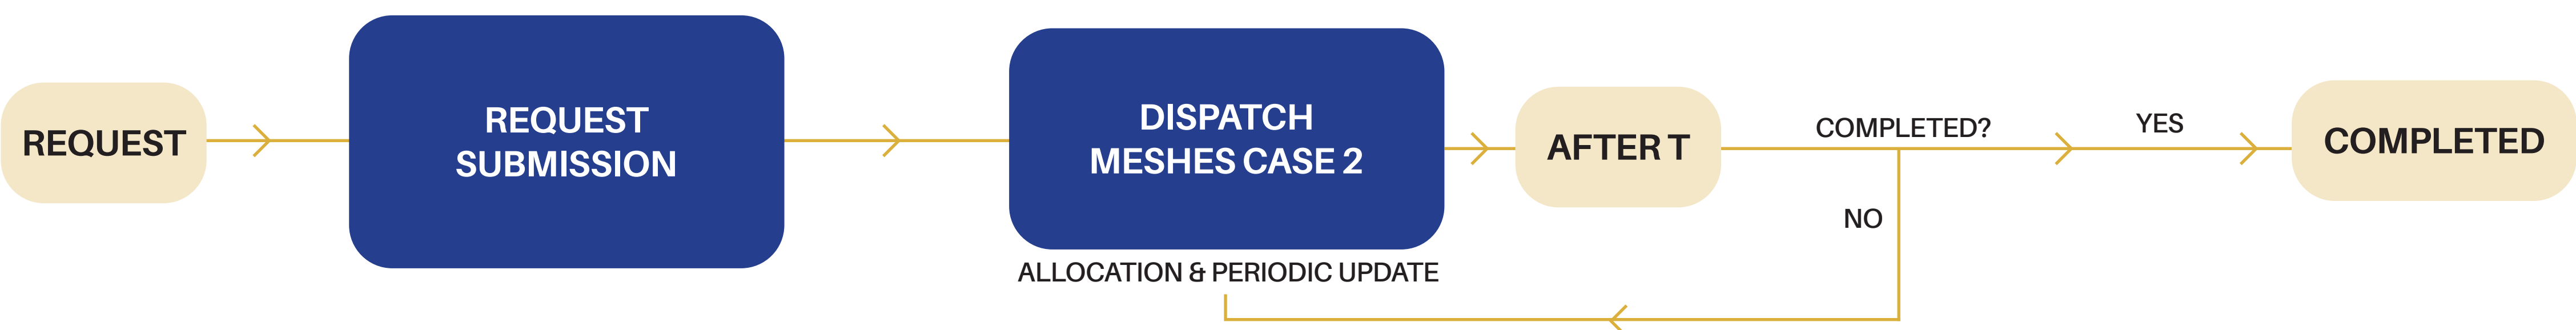 REQUEST
REQUEST
SUBMISSION
DISPATCH
MESHES CASE 2
ALLOCATION & PERIODIC UPDATE
AFTER T
COMPLETED?
NO
YES
COMPLETED